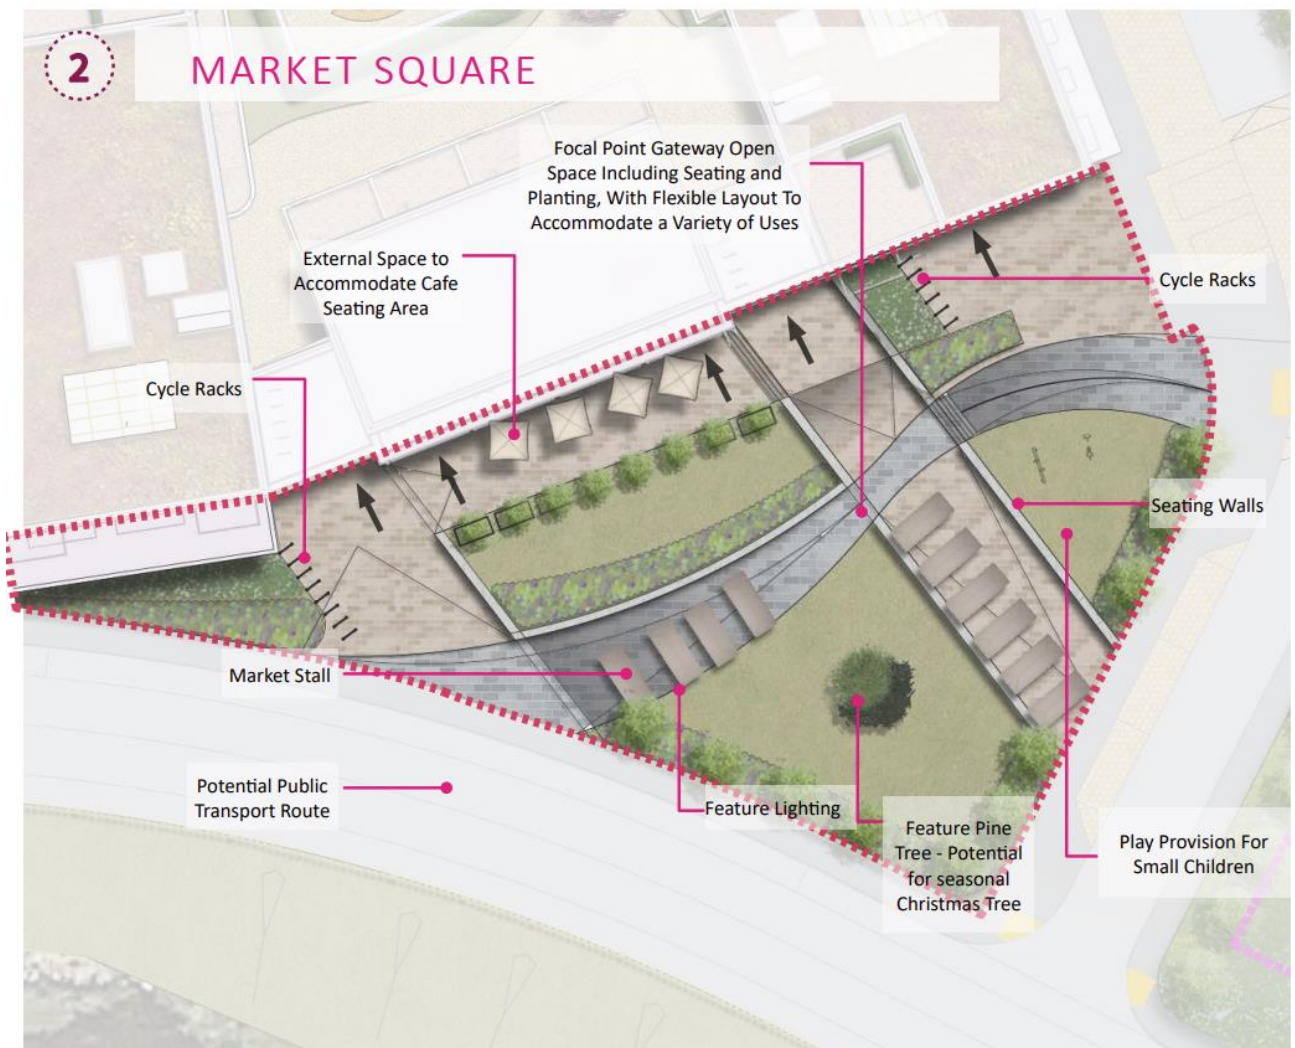 2
MARKET SQUARE
Focal Point Gateway Open
Space Including Seating and
Planting, With Flexible Layout To
Accommodate a Variety of Uses
External Space to
Accommodate Cafe
Seating Area
Cycle Racks
Cycle Racks
Seating Walls
Market Stall
Potential Public
Transport Route
Feature Lighting
Feature Pine
Tree - Potential
for seasonal
Christmas Tree
Play Provision For
Small Children